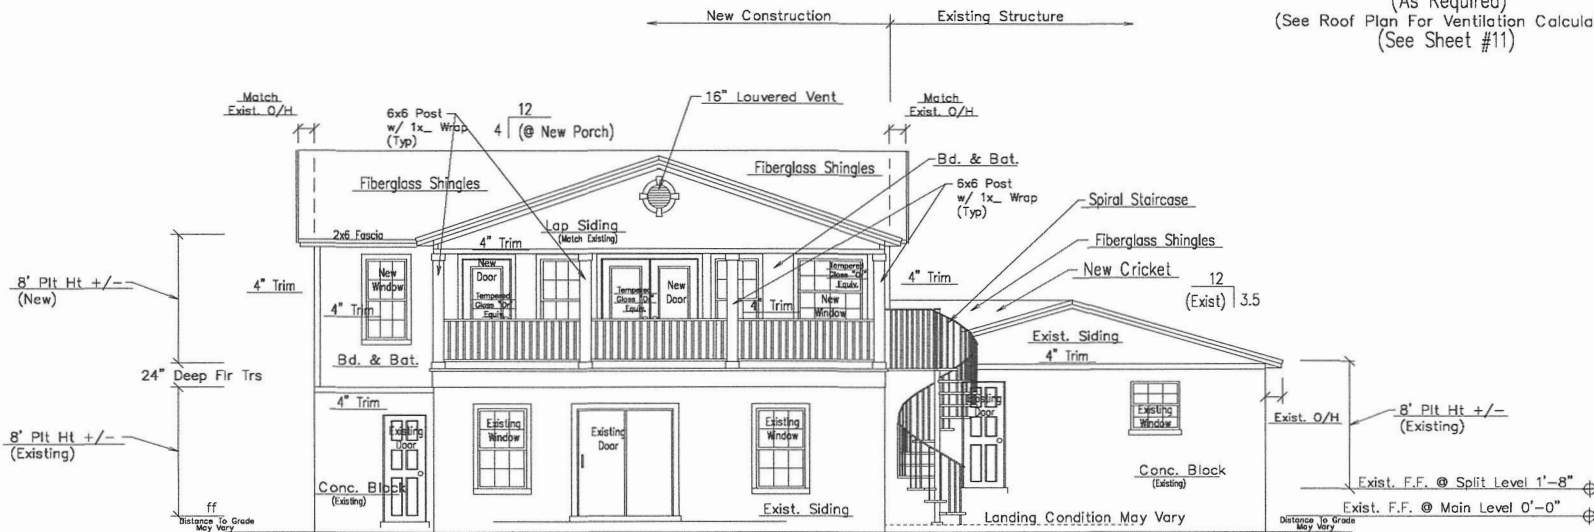 New Construction
Existing Structure
(As Required)
(See Roof Plan For Ventilation Calcula
(See Sheet #11)
Match
Exist. O/H
6x6 Post
w/ 1x_ Wrap
(Typ)
12
4
(@ New Porch)
16" Louvered Vent
Match
Exist. O/H
Fiberglass Shingles
Fiberglass Shingles
Bd. & Bat.
6x6 Post
w/ 1x_ Wrap
(Typ)
Spiral Staircase
Fiberglass Shingles
New Cricket
12
(Exist)
3.5
2x6 Fascia
Lap Siding
(Match Existing)
4" Trim
8' Plt Ht +/-
(New)
4" Trim
New
Window
4" Trim
New
Door
Tempered
Glass "Or"
Equiv.
Tempered
Glass "Or"
Equiv.
New
Door
4" Trim
Tempered
Glass "Or"
Equiv.
New
Window
4" Trim
Bd. & Bat.
Exist. Siding
4" Trim
24" Deep Flr Trs
4" Trim
8' Plt Ht +/-
(Existing)
Existing
Door
Existing
Window
Existing
Door
Existing
Window
Existing
Door
Existing
Window
Exist. O/H
8' Plt Ht +/-
(Existing)
Conc. Block
(Existing)
Conc. Block
(Existing)
ff
Distance To Grade
May Vary
Exist. Siding
Landing Condition May Vary
Exist. F.F. @ Split Level 1'-8"
Exist. F.F. @ Main Level 0'-0"
Distance To Grade
May Vary